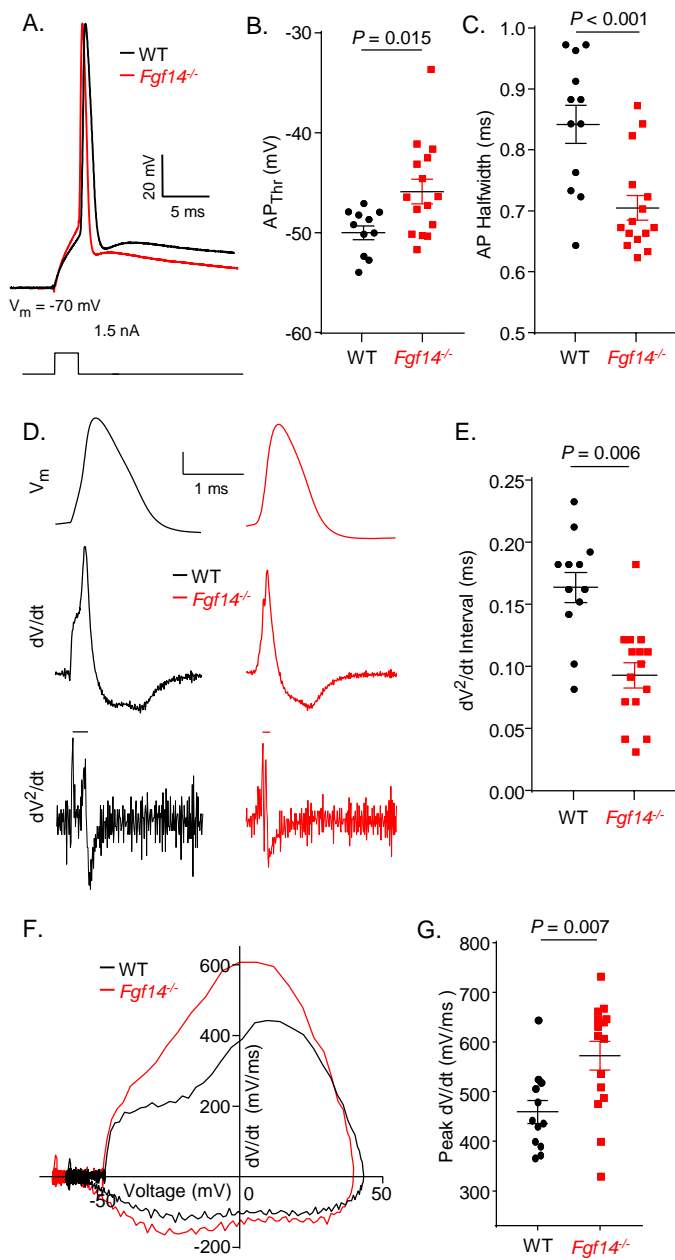 A.
WT
Fgf14-/-
20 mV
5 ms
Vm = -70 mV
1.5 nA
B.
P = 0.015
APThr (mV)
-30
-40
-50
-60
WT
Fgf14-/-
C.
P < 0.001
AP Halfwidth (ms)
1.0
0.9
0.8
0.7
0.6
0.5
WT
Fgf14-/-
D.
Vm
1 ms
WT
Fgf14-/-
dV/dt
dV2/dt
E.
P = 0.006
dV2/dt Interval (ms)
0.25
0.20
0.15
0.10
0.05
0.00
WT
Fgf14-/-
F.
WT
Fgf14-/-
600
400
200
-200
dV/dt (mV/ms)
Voltage (mV)
-50
0
50
G.
P = 0.007
Peak dV/dt (mV/ms)
800
700
600
500
400
300
WT
Fgf14-/-